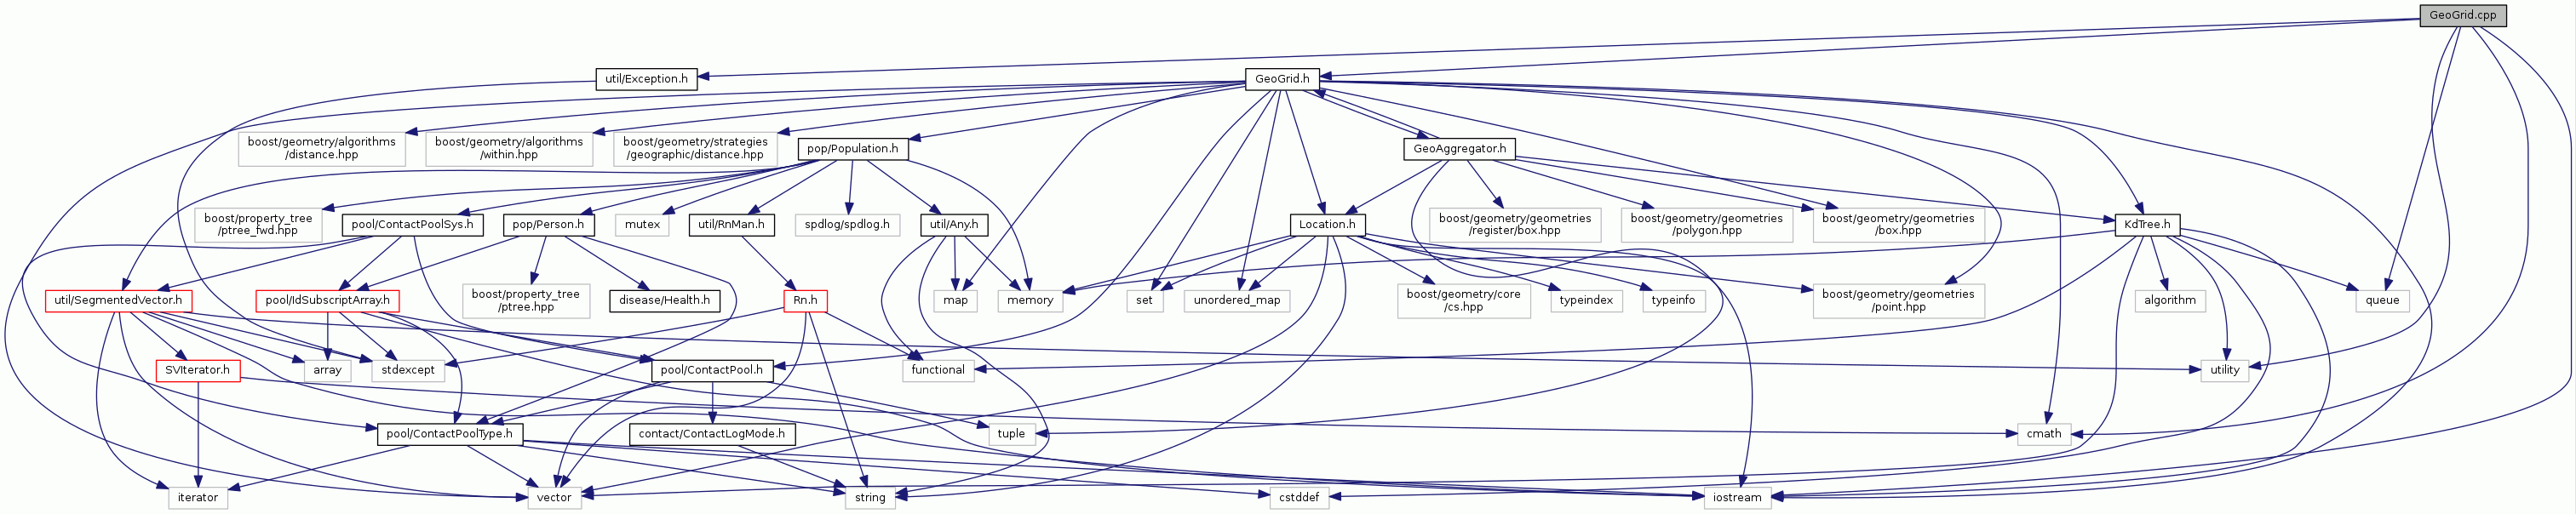 GeoGrid.cpp
util/Exception.h
GeoGrid.h
boost/geometry/algorithms
/distance.hpp
boost/geometry/algorithms
/within.hpp
boost/geometry/strategies
/geographic/distance.hpp
pop/Population.h
GeoAggregator.h
boost/property_tree
/ptree_fwd.hpp
pool/ContactPoolSys.h
pop/Person.h
mutex
util/RnMan.h
spdlog/spdlog.h
util/Any.h
Location.h
boost/geometry/geometries
/register/box.hpp
boost/geometry/geometries
/polygon.hpp
boost/geometry/geometries
/box.hpp
KdTree.h
util/SegmentedVector.h
pool/IdSubscriptArray.h
boost/property_tree
/ptree.hpp
disease/Health.h
Rn.h
map
memory
set
unordered_map
boost/geometry/core
/cs.hpp
typeindex
typeinfo
boost/geometry/geometries
/point.hpp
algorithm
queue
SVIterator.h
array
stdexcept
pool/ContactPool.h
functional
utility
pool/ContactPoolType.h
contact/ContactLogMode.h
tuple
cmath
iterator
vector
string
cstddef
iostream